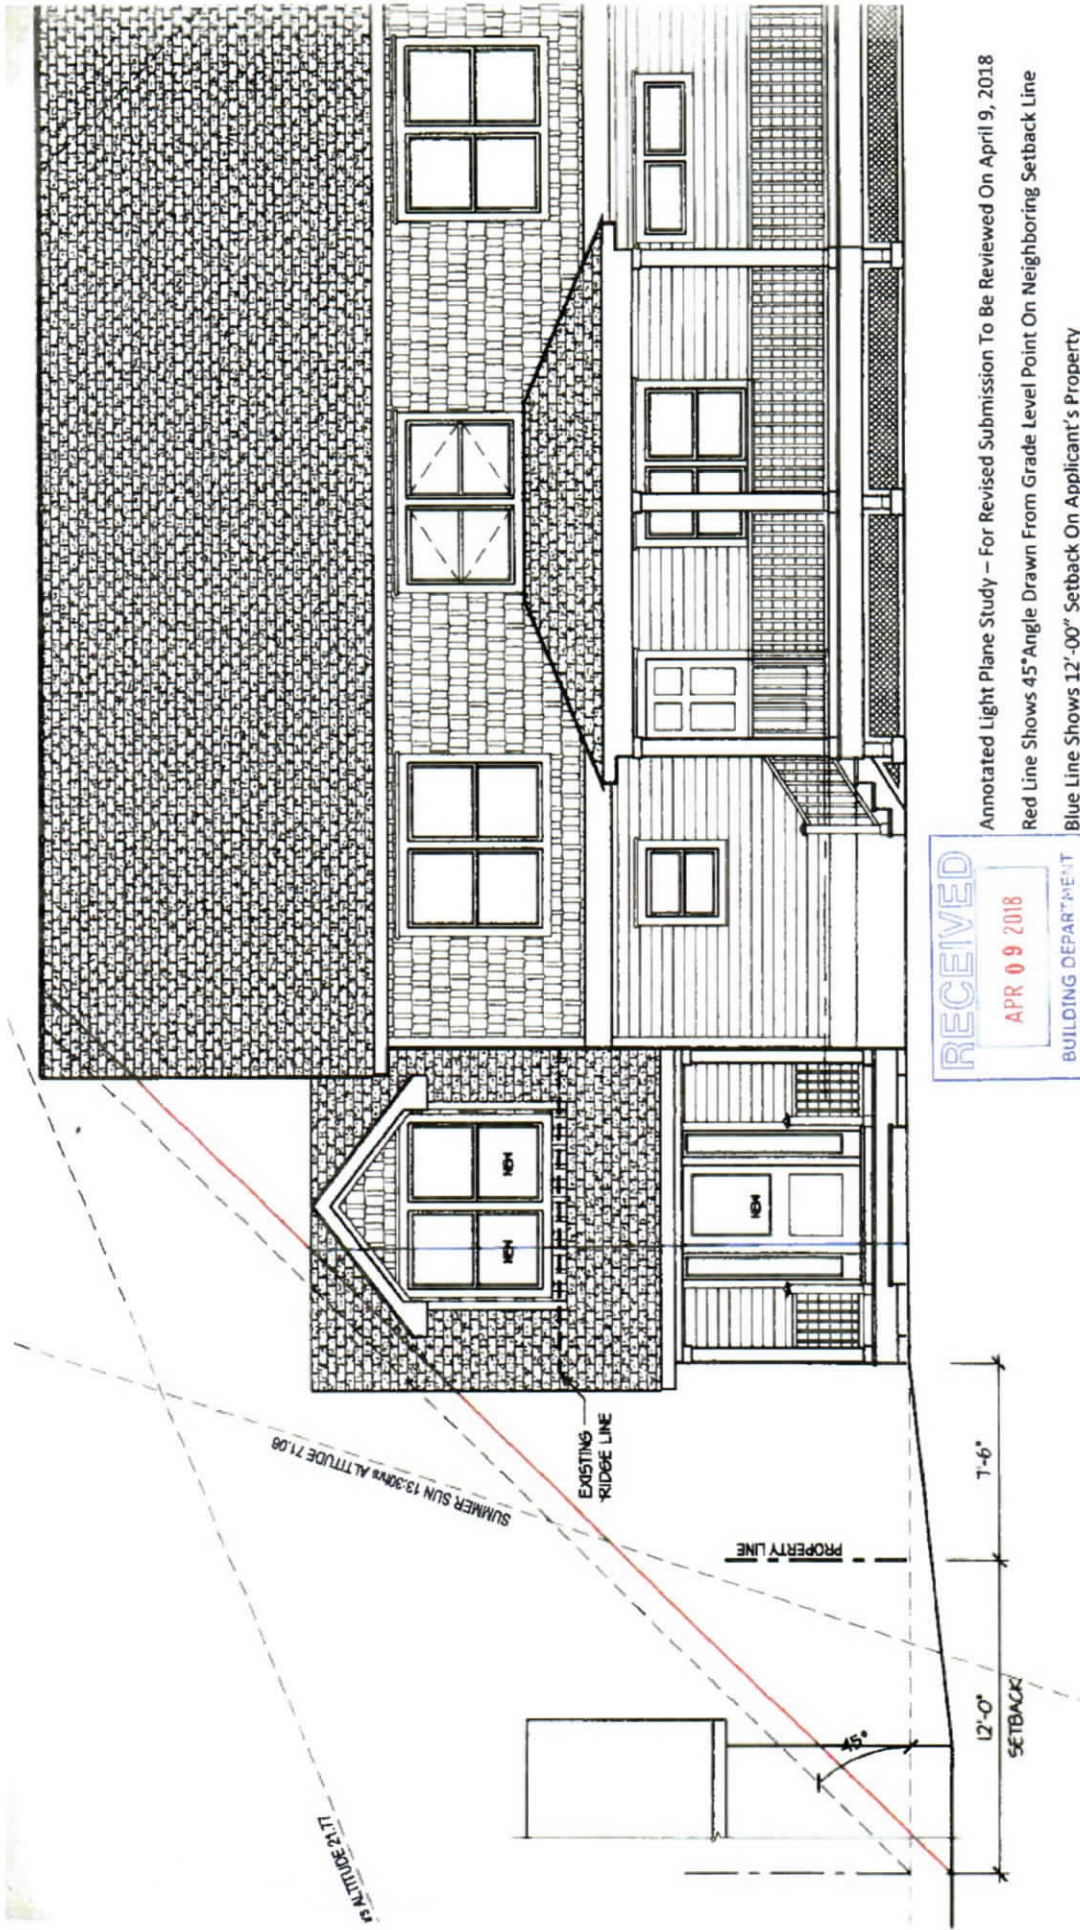 VS ALTITUDE 21.77
SUMMER SUN 13:30hrs ALTITUDE 71.08
EXISTING
RIDGE LINE
PROPERTY LINE
45°
12'-0"
SETBACK
7'-6"
NEW
NEW
NEW
RECEIVED
APR 09 2018
BUILDING DEPARTMENT
Annotated Light Plane Study – For Revised Submission To Be Reviewed On April 9, 2018
Red Line Shows 45° Angle Drawn From Grade Level Point On Neighboring Setback Line
Blue Line Shows 12'-00" Setback On Applicant's Property